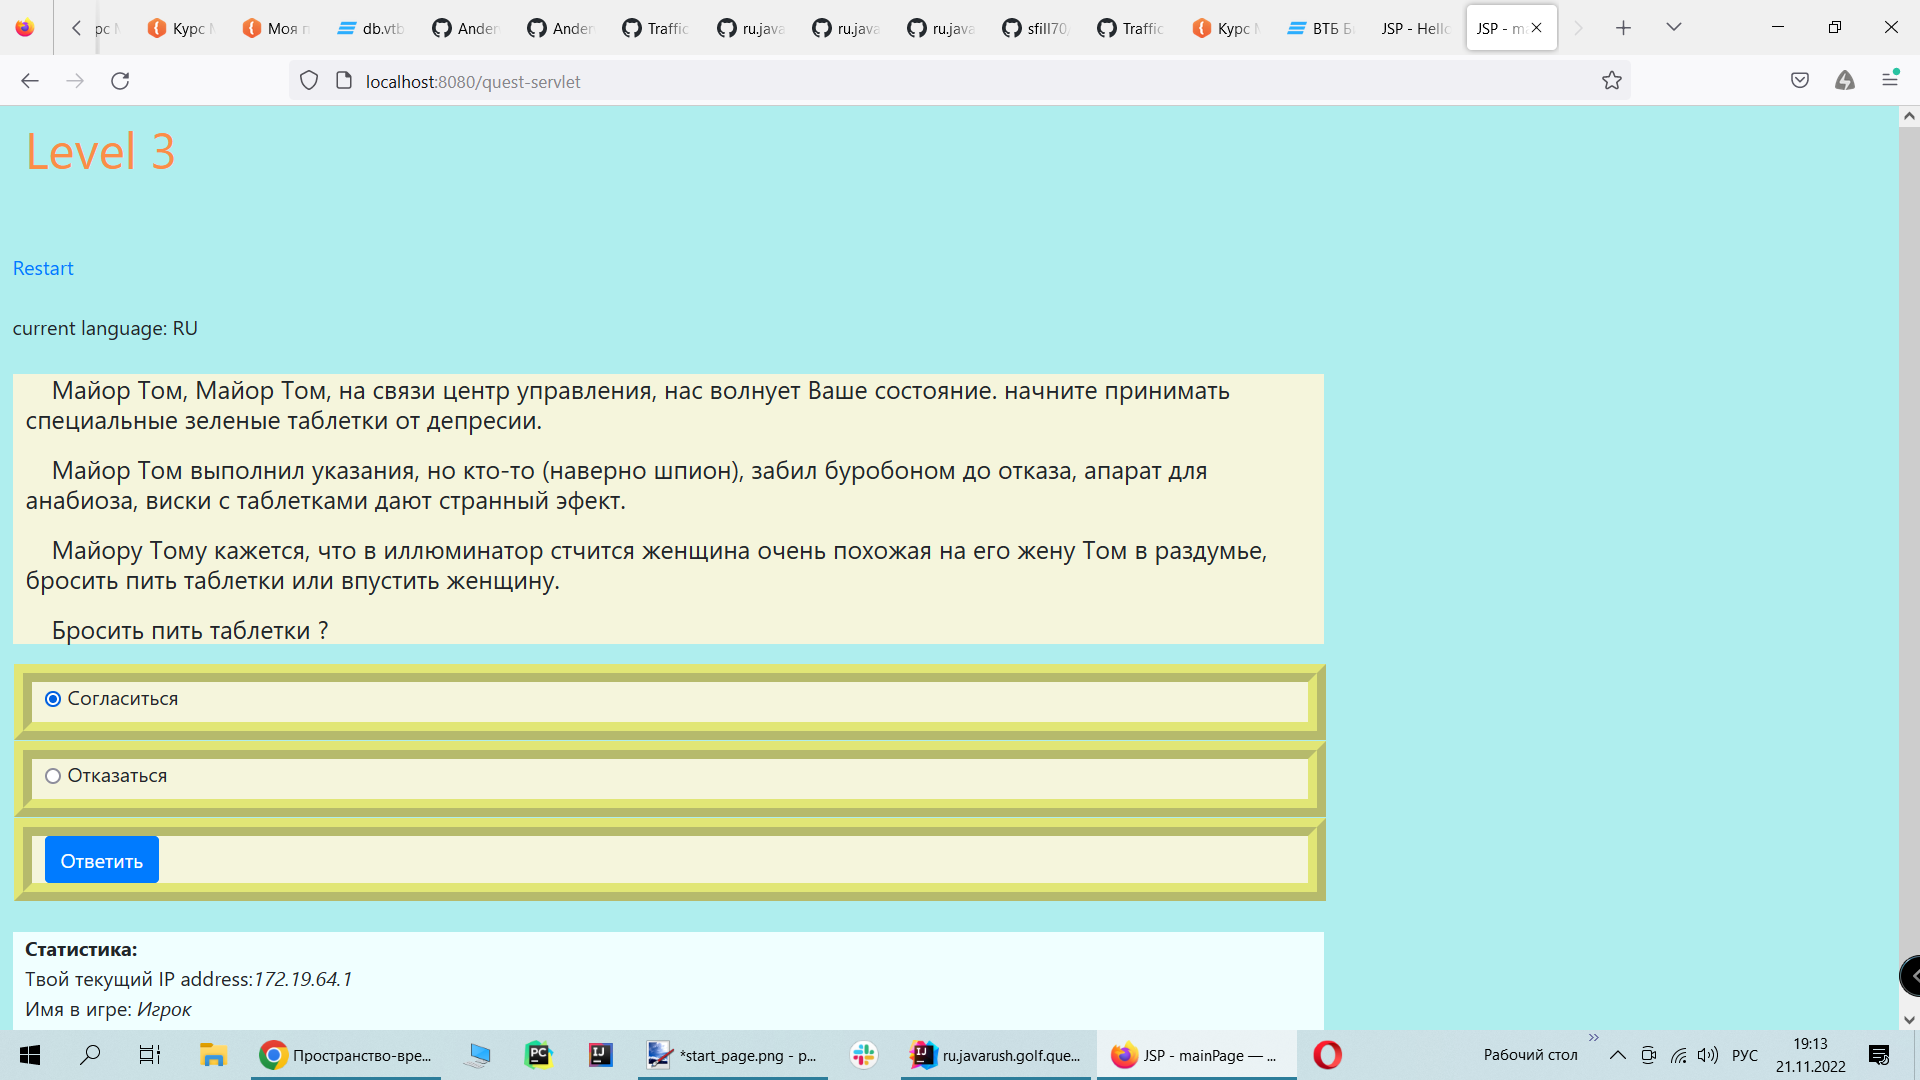 рс М
Курс М
Моя п
db.vtb
Ander
Ander
Traffic
ru.java
ru.java
ru.java
sfill70/
Traffic
Курс М
ВТБ Би
JSP - Hello
JSP - ma
localhost:8080/quest-servlet
Level 3
Restart
current language: RU
Майор Том, Майор Том, на связи центр управления, нас волнует Ваше состояние. начните принимать
специальные зеленые таблетки от депресии.
Майор Том выполнил указания, но кто-то (наверно шпион), забил буробоном до отказа, апарат для
анабиоза, виски с таблетками дают странный эфект.
Майору Тому кажется, что в иллюминатор стчится женщина очень похожая на его жену Том в раздумье,
бросить пить таблетки или впустить женщину.
Бросить пить таблетки ?
Согласиться
Отказаться
Ответить
Статистика:
Твой текущий IP address:172.19.64.1
Имя в игре: Игрок
Пространство-вре...
PC
IJ
*start_page.png - p...
IJ
ru.javarush.golf.que...
JSP - mainPage — ...
Рабочий стол
РУС
19:13
21.11.2022